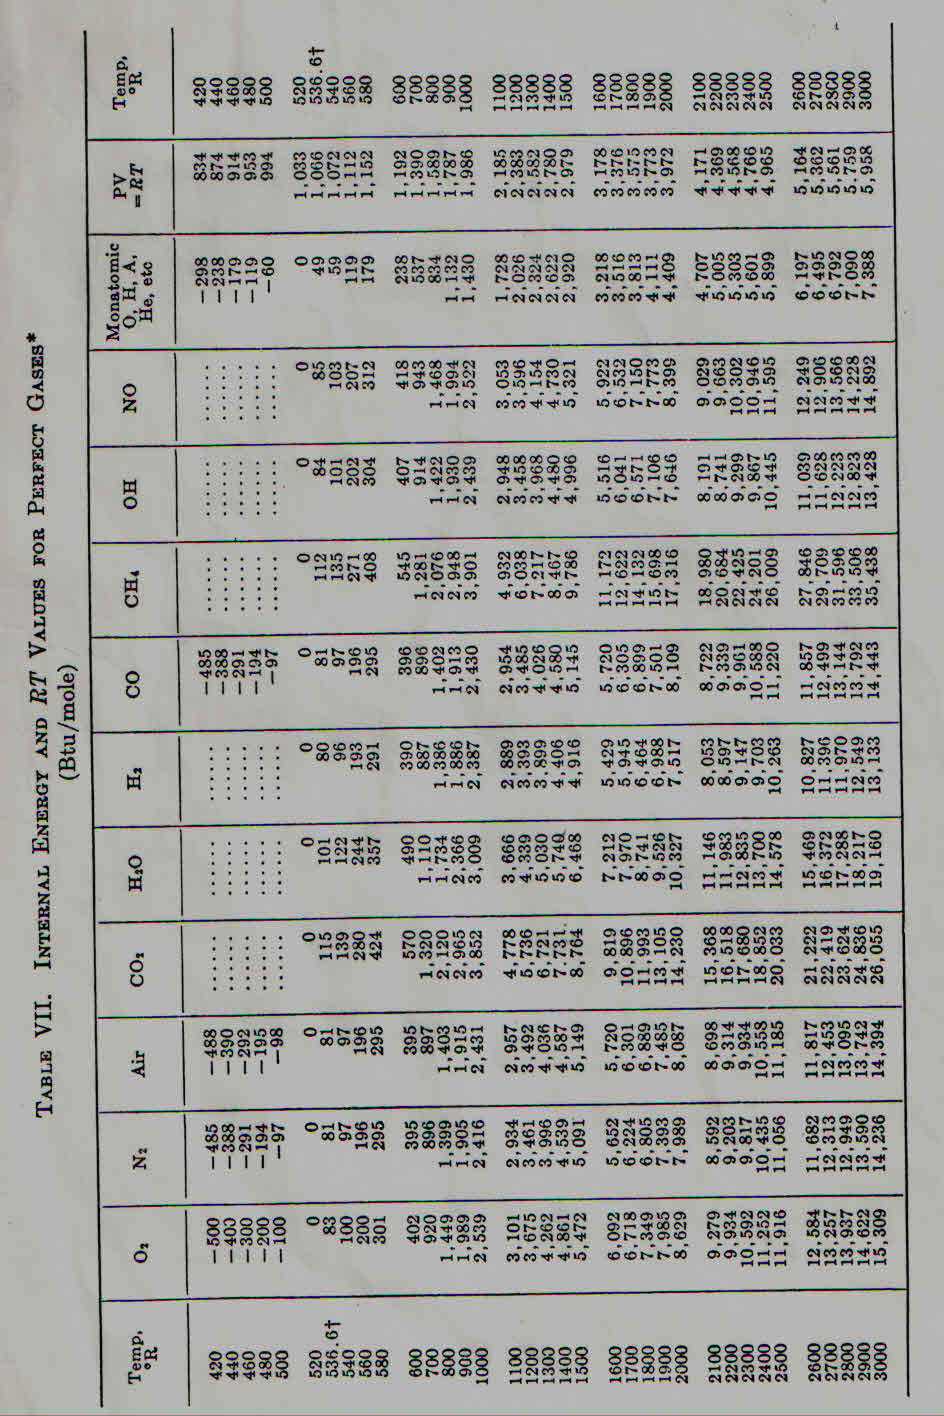 TABLE VII. INTERNAL ENERGY AND RT VALUES FOR PERFECT GASES*
(Btu/mole)
Temp, °R O₂ N₂ Air CO₂ H₂O H₂ CO CH₄ OH NO Monatomic O, H, A, He, etc PV = RT Temp, °R
420 −500 −485 −488 ...... ...... ...... −485 ...... ...... ...... −298 834 420
440 −400 −388 −390 ...... ...... ...... −388 ...... ...... ...... −238 874 440
460 −300 −291 −292 ...... ...... ...... −291 ...... ...... ...... −179 914 460
480 −200 −194 −195 ...... ...... ...... −194 ...... ...... ...... −119 953 480
500 −100 −97 −98 ...... ...... ...... −97 ...... ...... ...... −60 994 500
520 0 0 0 0 0 0 0 0 0 0 0 1,033 520
536.6† 83 81 81 115 101 80 81 112 84 85 49 1,066 536.6†
540 100 97 97 139 122 96 97 135 101 103 59 1,072 540
560 200 196 196 280 244 193 196 271 202 207 119 1,112 560
580 301 295 295 424 357 291 295 408 304 312 179 1,152 580
600 402 395 395 570 490 390 396 545 407 418 238 1,192 600
700 920 896 897 1,320 1,110 887 896 1,281 914 943 537 1,390 700
800 1,449 1,399 1,403 2,120 1,734 1,386 1,402 2,076 1,422 1,468 834 1,589 800
900 1,989 1,905 1,915 2,965 2,366 1,886 1,913 2,948 1,930 1,994 1,132 1,787 900
1000 2,539 2,416 2,431 3,852 3,009 2,387 2,430 3,901 2,439 2,522 1,430 1,986 1000
1100 3,101 2,934 2,957 4,778 3,666 2,889 2,954 4,932 2,948 3,053 1,728 2,185 1100
1200 3,675 3,461 3,492 5,736 4,339 3,393 3,485 6,038 3,458 3,596 2,026 2,383 1200
1300 4,262 3,996 4,036 6,721 5,030 3,899 4,026 7,217 3,968 4,154 2,324 2,582 1300
1400 4,861 4,539 4,587 7,731 5,740 4,406 4,580 8,467 4,480 4,730 2,622 2,780 1400
1500 5,472 5,091 5,149 8,764 6,468 4,916 5,145 9,786 4,996 5,321 2,920 2,979 1500
1600 6,092 5,652 5,720 9,819 7,212 5,429 5,720 11,172 5,516 5,922 3,218 3,178 1600
1700 6,718 6,224 6,301 10,896 7,970 5,945 6,305 12,622 6,041 6,532 3,516 3,376 1700
1800 7,349 6,805 6,889 11,993 8,741 6,464 6,899 14,132 6,571 7,150 3,813 3,575 1800
1900 7,985 7,393 7,485 13,105 9,526 6,988 7,501 15,698 7,106 7,773 4,111 3,773 1900
2000 8,629 7,989 8,087 14,230 10,327 7,517 8,109 17,316 7,646 8,399 4,409 3,972 2000
2100 9,279 8,592 8,698 15,368 11,146 8,053 8,722 18,980 8,191 9,029 4,707 4,171 2100
2200 9,934 9,203 9,314 16,518 11,983 8,597 9,339 20,684 8,741 9,663 5,005 4,369 2200
2300 10,592 9,817 9,934 17,680 12,835 9,147 9,961 22,425 9,299 10,302 5,303 4,568 2300
2400 11,252 10,435 10,558 18,852 13,700 9,703 10,588 24,201 9,867 10,946 5,601 4,766 2400
2500 11,916 11,056 11,185 20,033 14,578 10,263 11,220 26,009 10,445 11,595 5,899 4,965 2500
2600 12,584 11,682 11,817 21,222 15,469 10,827 11,857 27,846 11,039 12,249 6,197 5,164 2600
2700 13,257 12,313 12,453 22,419 16,372 11,396 12,499 29,709 11,628 12,906 6,495 5,362 2700
2800 13,937 12,949 13,095 23,624 17,288 11,970 13,144 31,596 12,223 13,566 6,792 5,561 2800
2900 14,622 13,590 13,742 24,836 18,217 12,549 13,792 33,506 12,823 14,228 7,090 5.759 2900
3000 15,309 14,236 14,394 26,055 19,160 13,133 14,443 35,438 13,428 14,892 7,388 5,958 3000